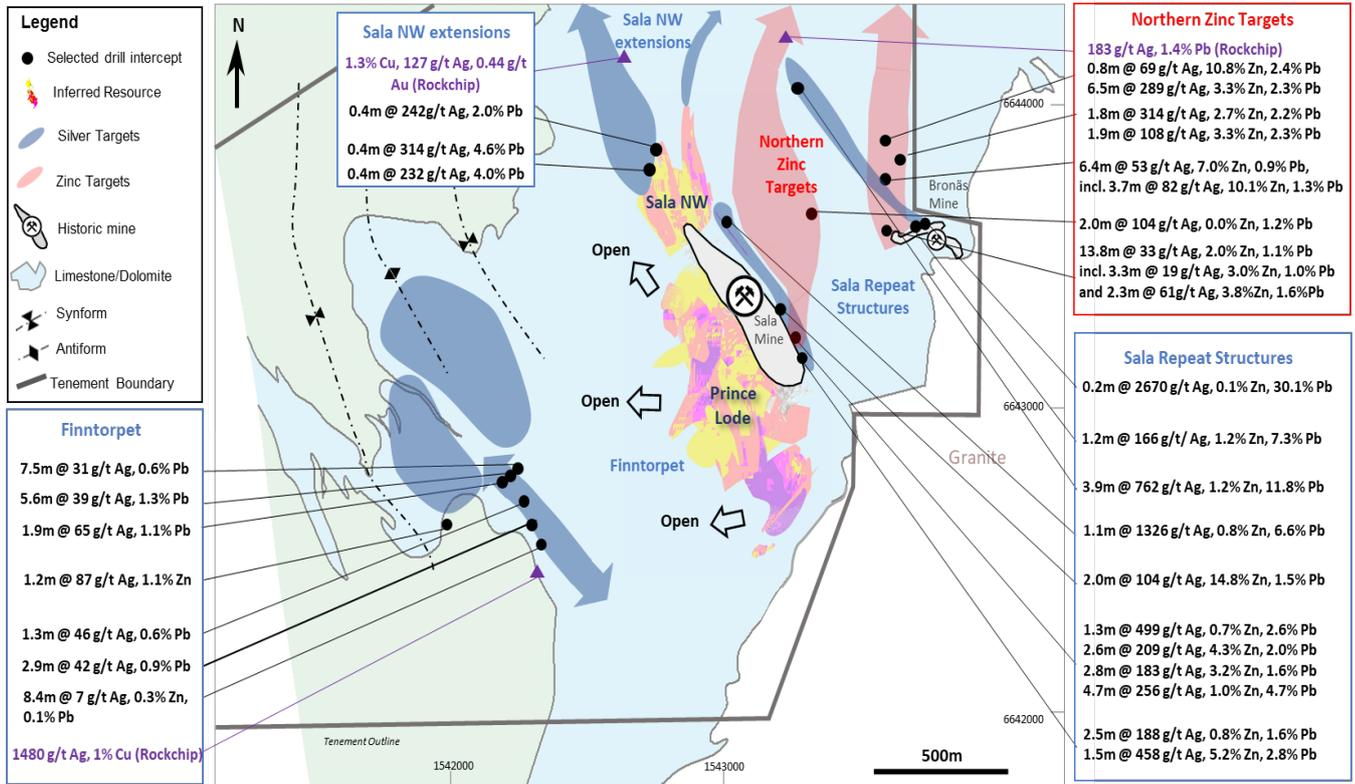 Legend
Selected drill intercept
Inferred Resource
Silver Targets
Zinc Targets
Historic mine
Limestone/Dolomite
Synform
Antiform
Tenement Boundary
Finntorpet
7.5m @ 31 g/t Ag, 0.6% Pb
5.6m @ 39 g/t Ag, 1.3% Pb
1.9m @ 65 g/t Ag, 1.1% Pb
1.2m @ 87 g/t Ag, 1.1% Zn
1.3m @ 46 g/t Ag, 0.6% Pb
2.9m @ 42 g/t Ag, 0.9% Pb
8.4m @ 7 g/t Ag, 0.3% Zn,
0.1% Pb
1480 g/t Ag, 1% Cu (Rockchip)
N
Sala NW extensions
1.3% Cu, 127 g/t Ag, 0.44 g/t
Au (Rockchip)
0.4m @ 242g/t Ag, 2.0% Pb
0.4m @ 314 g/t Ag, 4.6% Pb
0.4m @ 232 g/t Ag, 4.0% Pb
Sala NW
extensions
Northern
Zinc
Targets
Sala NW
Open
Sala Repeat
Structures
Bronäs
Mine
Sala
Mine
Open
Prince
Lode
Finntorpet
Granite
Open
Tenement Outline
500m
1542000
1543000
6644000
6643000
6642000
Northern Zinc Targets
183 g/t Ag, 1.4% Pb (Rockchip)
0.8m @ 69 g/t Ag, 10.8% Zn, 2.4% Pb
6.5m @ 289 g/t Ag, 3.3% Zn, 2.3% Pb
1.8m @ 314 g/t Ag, 2.7% Zn, 2.2% Pb
1.9m @ 108 g/t Ag, 3.3% Zn, 2.3% Pb
6.4m @ 53 g/t Ag, 7.0% Zn, 0.9% Pb,
incl. 3.7m @ 82 g/t Ag, 10.1% Zn, 1.3% Pb
2.0m @ 104 g/t Ag, 0.0% Zn, 1.2% Pb
13.8m @ 33 g/t Ag, 2.0% Zn, 1.1% Pb
incl. 3.3m @ 19 g/t Ag, 3.0% Zn, 1.0% Pb
and 2.3m @ 61g/t Ag, 3.8%Zn, 1.6%Pb
Sala Repeat Structures
0.2m @ 2670 g/t Ag, 0.1% Zn, 30.1% Pb
1.2m @ 166 g/t/ Ag, 1.2% Zn, 7.3% Pb
3.9m @ 762 g/t Ag, 1.2% Zn, 11.8% Pb
1.1m @ 1326 g/t Ag, 0.8% Zn, 6.6% Pb
2.0m @ 104 g/t Ag, 14.8% Zn, 1.5% Pb
1.3m @ 499 g/t Ag, 0.7% Zn, 2.6% Pb
2.6m @ 209 g/t Ag, 4.3% Zn, 2.0% Pb
2.8m @ 183 g/t Ag, 3.2% Zn, 1.6% Pb
4.7m @ 256 g/t Ag, 1.0% Zn, 4.7% Pb
2.5m @ 188 g/t Ag, 0.8% Zn, 1.6% Pb
1.5m @ 458 g/t Ag, 5.2% Zn, 2.8% Pb